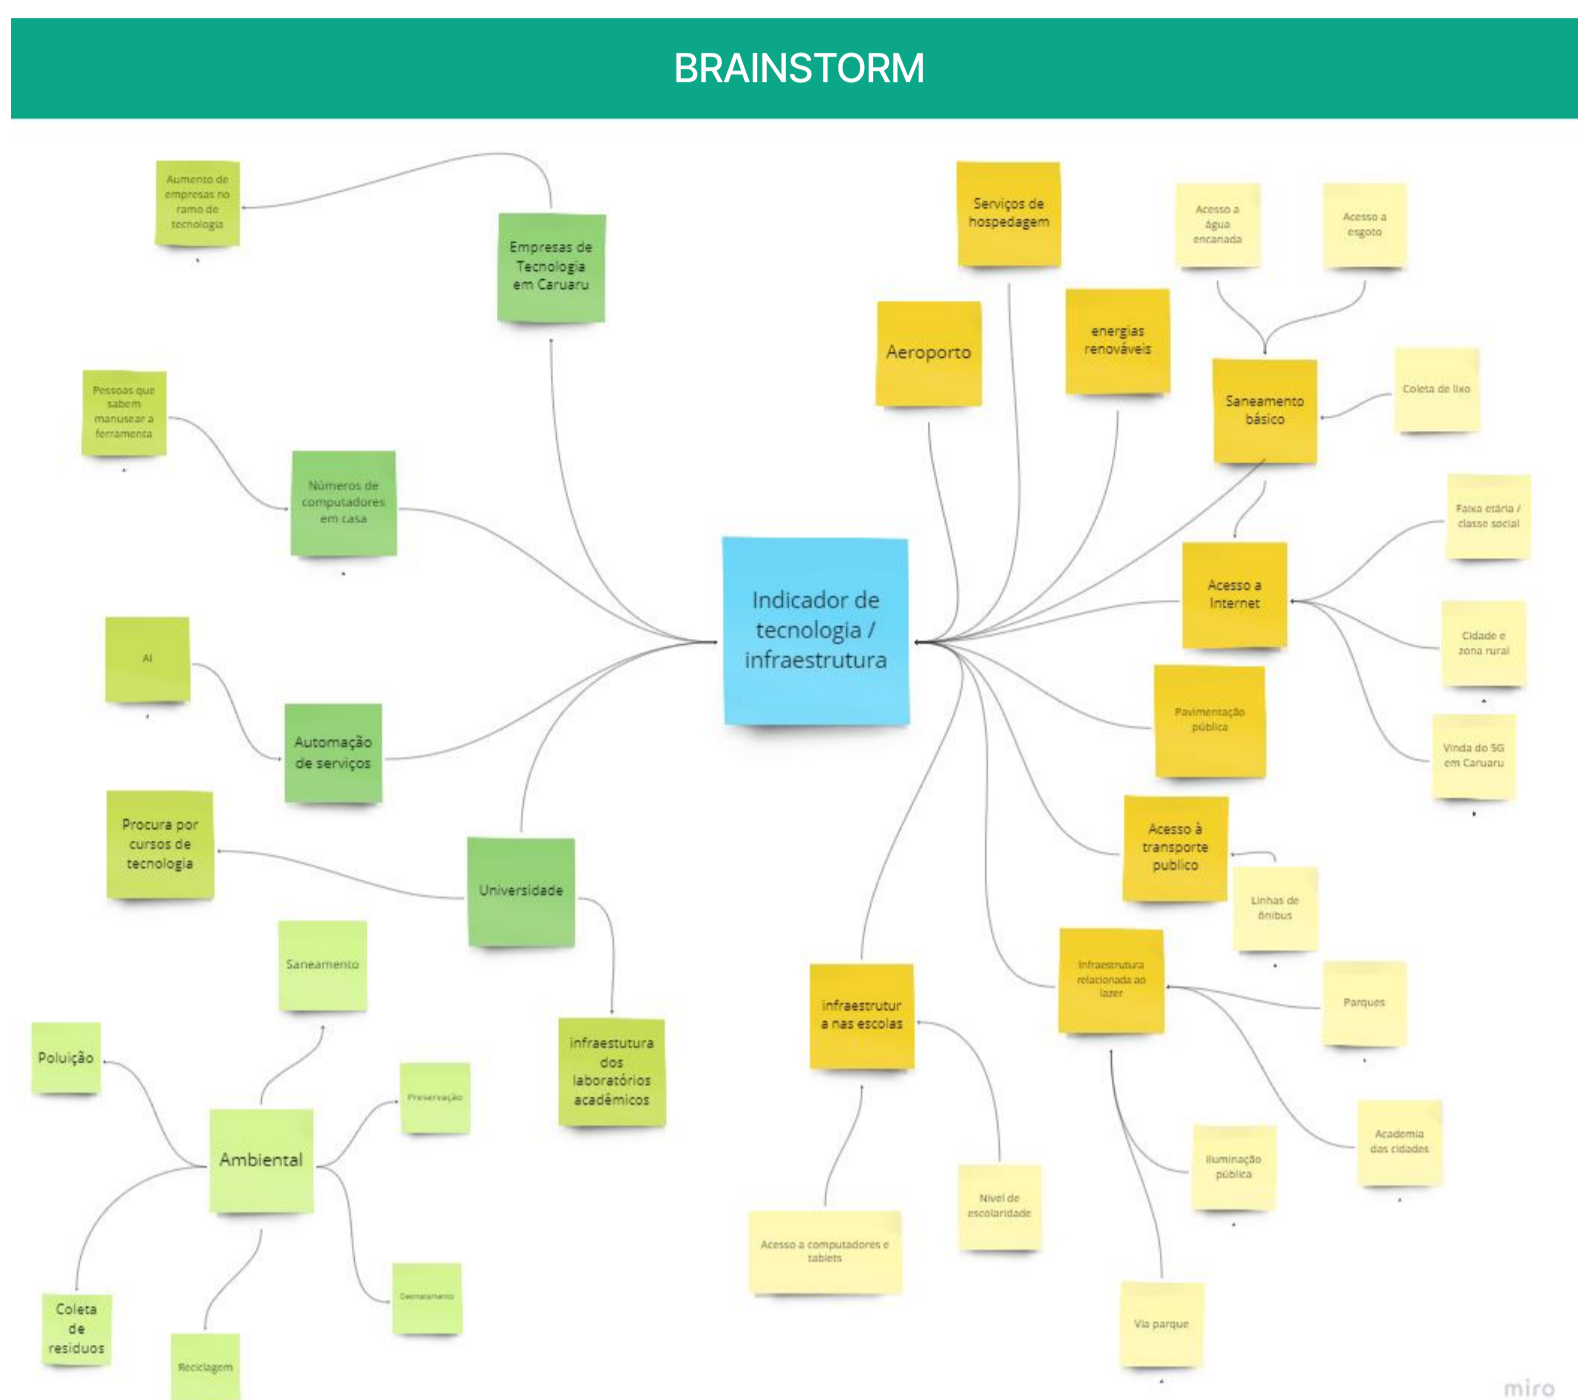 BRAINSTORM
Aumento de
empresas no
ramo de
tecnologia
Empresas de
Tecnologia
em Caruaru
Serviços de
hospedagem
Acesso a
água
encanada
Acesso a
esgoto
Aeroporto
energias
renováveis
Saneamento
básico
Coleta de lixo
Pessoas que
sabem
manusear a
ferramenta
Números de
computadores
em casa
Faixa etária /
classe social
Acesso a
Internet
Indicador de
tecnologia /
infraestrutura
Cidade e
zona rural
AI
Automação
de serviços
Pavimentação
pública
Vinda do 5G
em Caruaru
Procura por
cursos de
tecnologia
Universidade
Acesso à
transporte
publico
Linhas de
ônibus
Saneamento
Infraestrutura
relacionada ao
lazer
Parques
infraestrutur
a nas escolas
infraestutura
dos
laboratórios
acadêmicos
Poluição
Preservação
Ambiental
Academia
das cidades
Iluminação
pública
Nivel de
escolaridade
Acesso a computadores e
tablets
Desmatamento
Coleta
de
residuos
Reciclagem
Via parque
miro